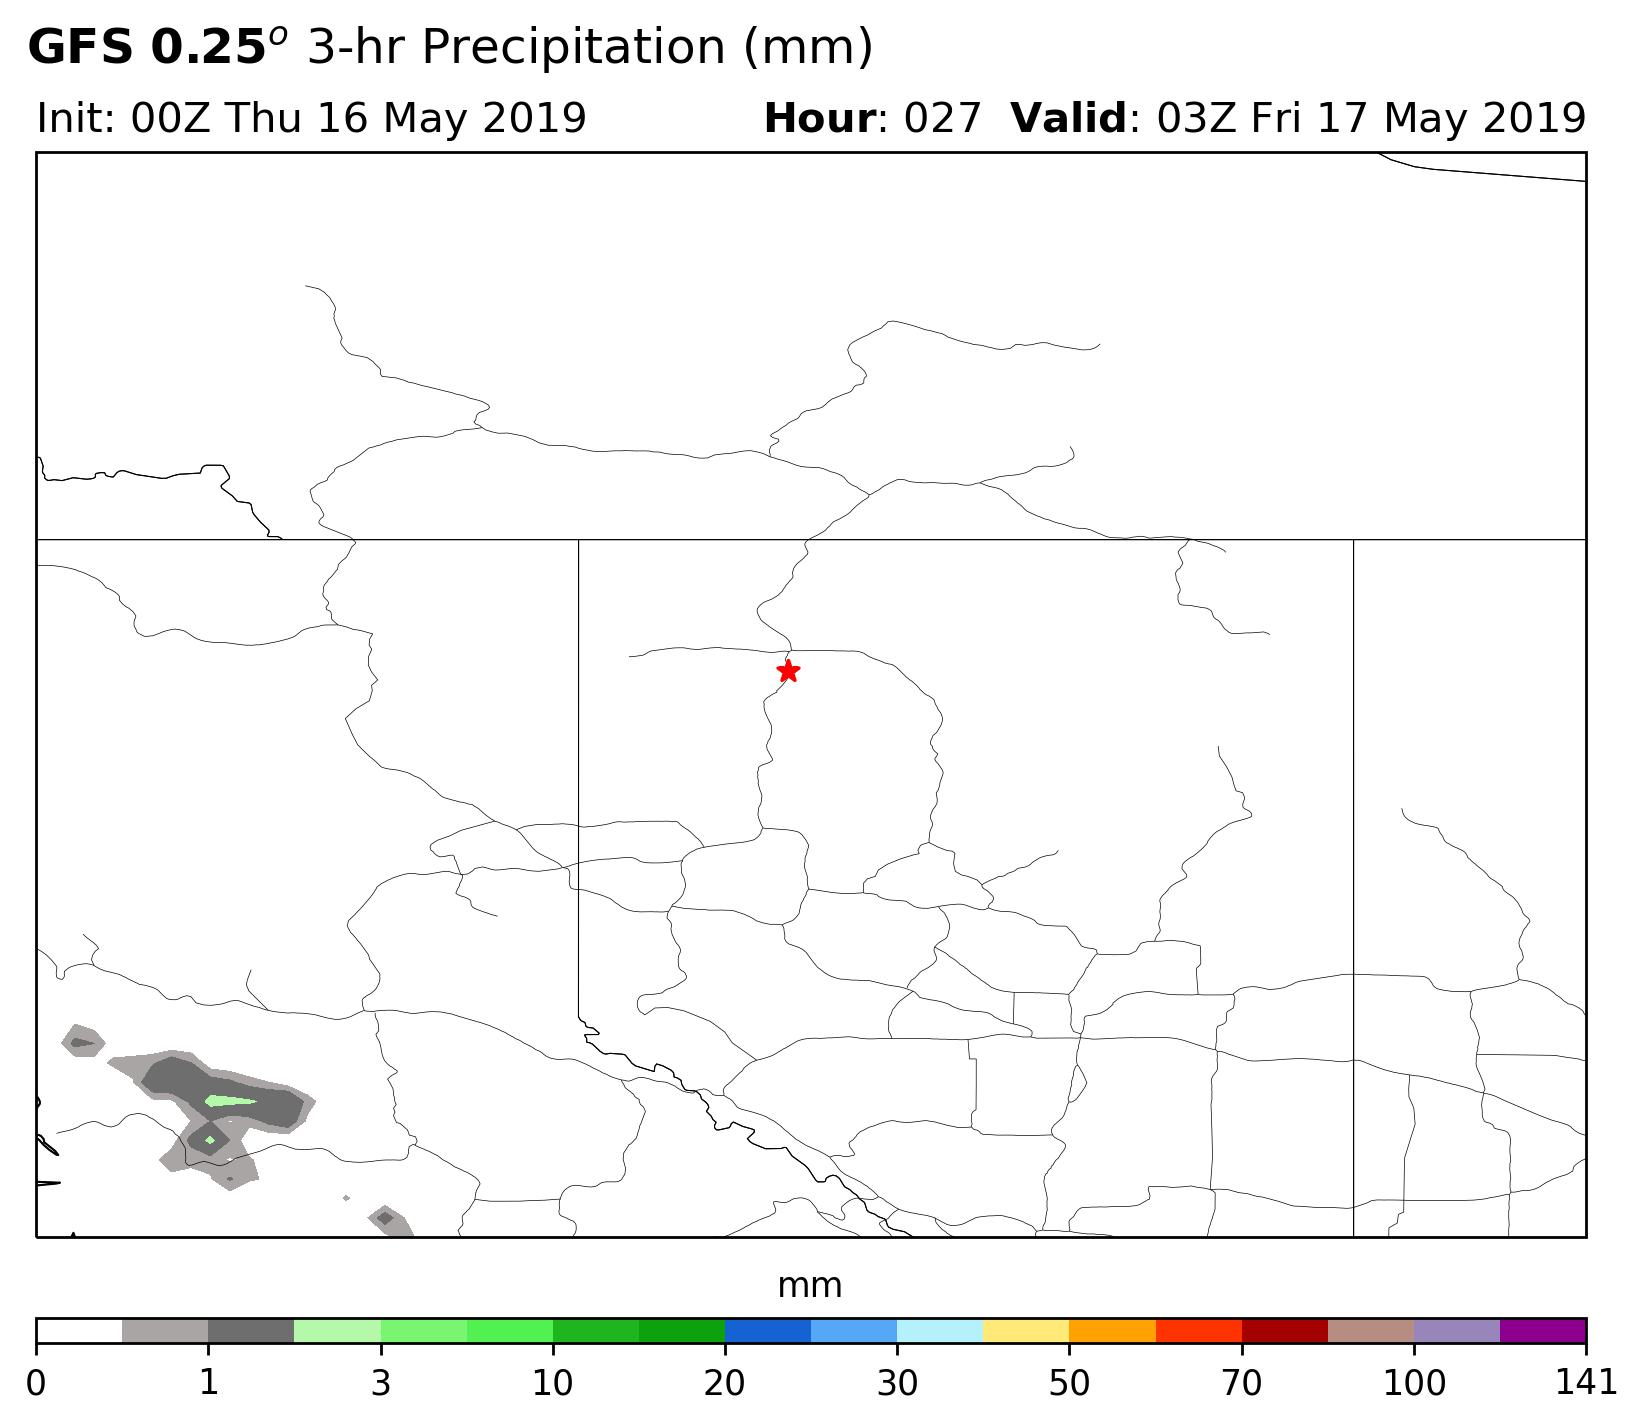 GFS 0.25o 3-hr Precipitation (mm)
Init: 00Z Thu 16 May 2019 Hour: 027 Valid: 03Z Fri 17 May 2019
mm
0 1 3 10 20 30 50 70 100 141